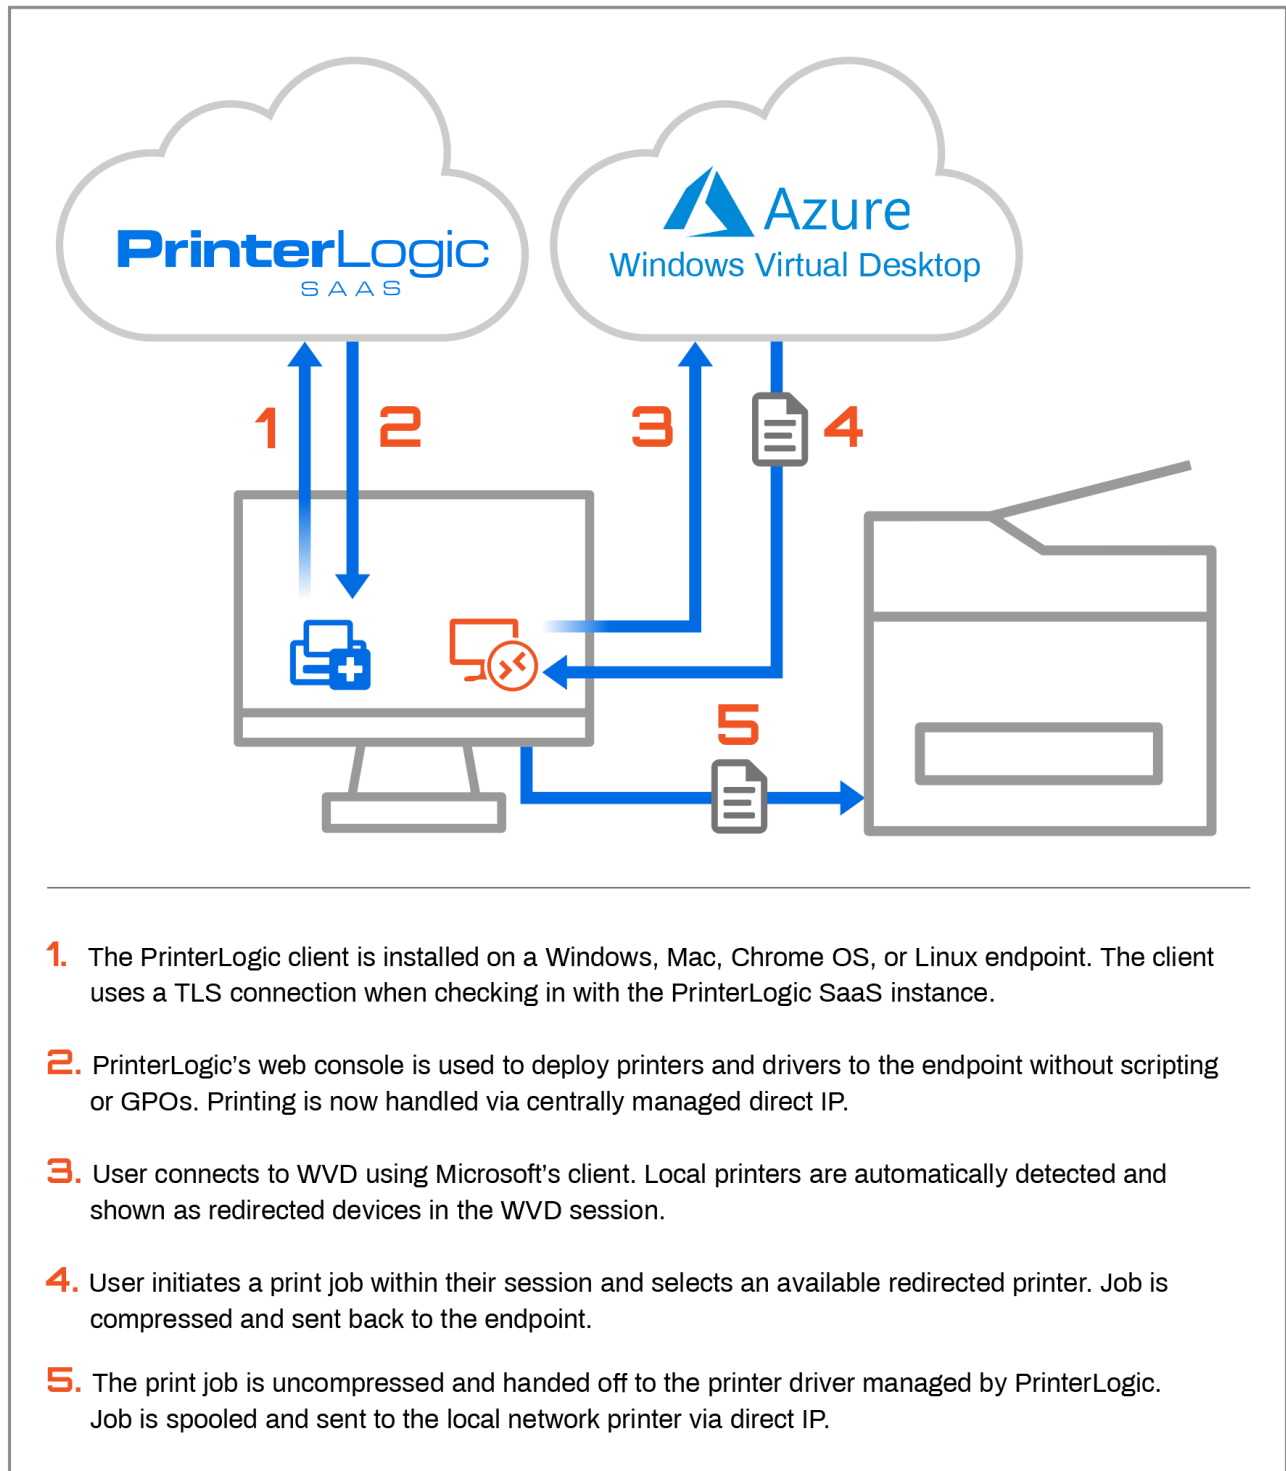 PrinterLogic
SAAS
Azure
Windows Virtual Desktop
1
2
3
4
5
1. The PrinterLogic client is installed on a Windows, Mac, Chrome OS, or Linux endpoint. The client
uses a TLS connection when checking in with the PrinterLogic SaaS instance.
2. PrinterLogic’s web console is used to deploy printers and drivers to the endpoint without scripting
or GPOs. Printing is now handled via centrally managed direct IP.
3. User connects to WVD using Microsoft’s client. Local printers are automatically detected and
shown as redirected devices in the WVD session.
4. User initiates a print job within their session and selects an available redirected printer. Job is
compressed and sent back to the endpoint.
5. The print job is uncompressed and handed off to the printer driver managed by PrinterLogic.
Job is spooled and sent to the local network printer via direct IP.